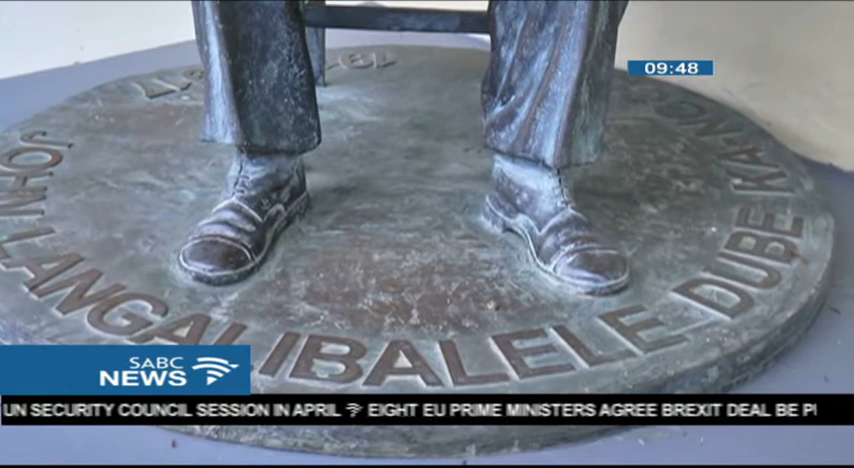 09:48
JOHN LANGALIBALELE DUBE
SABC
NEWS
UN SECURITY COUNCIL SESSION IN APRIL EIGHT EU PRIME MINISTERS AGREE BREXIT DEAL BE